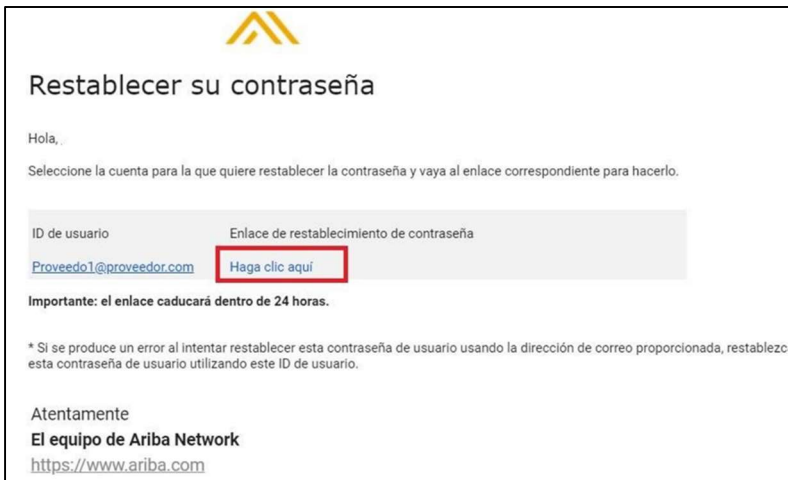 Restablecer su contraseña
Hola,
Seleccione la cuenta para la que quiere restablecer la contraseña y vaya al enlace correspondiente para hacerlo.
ID de usuario Enlace de restablecimiento de contraseña
Proveedo1@proveedor.com Haga clic aquí
Importante: el enlace caducará dentro de 24 horas.
* Si se produce un error al intentar restablecer esta contraseña de usuario usando la dirección de correo proporcionada,
esta contraseña de usuario utilizando este ID de usuario.
Atentamente
El equipo de Ariba Network
https://www.ariba.com